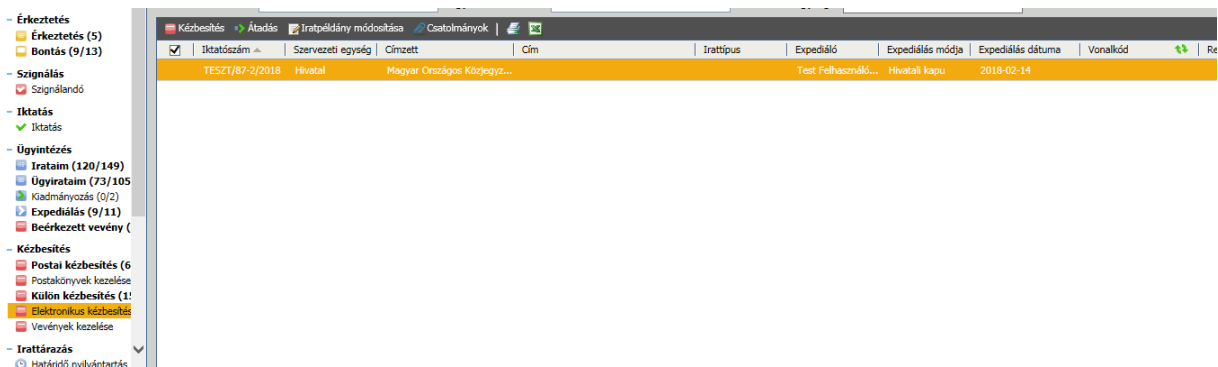 Érkeztetés
Érkeztetés (5)
Bontás (9/13)
Szignálás
Szignálandó
Iktatás
Iktatás
Ügyintézés
Irataim (120/149)
Ügyirataim (73/105
Kiadmányozás (0/2)
Expediálás (9/11)
Beérkezett vevény (
Kézbesítés
Postai kézbesítés (6
Postakönyvek kezelése
Külön kézbesítés (1
Elektronikus kézbesítés
Vevények kezelése
Irattárazás
Határidő nyilvántartás
Kézbesítés Átadás Iratpéldány módosítása Csatolmányok
Iktatószám Szervezeti egység Címzett Cím Irattípus Expediáló Expediálás módja Expediálás dátuma Vonalkód Re
TESZT/87-2/2018 Hivatal Magyar Országos Közjegyz... Test Felhasználó... Hivatali kapu 2018-02-14